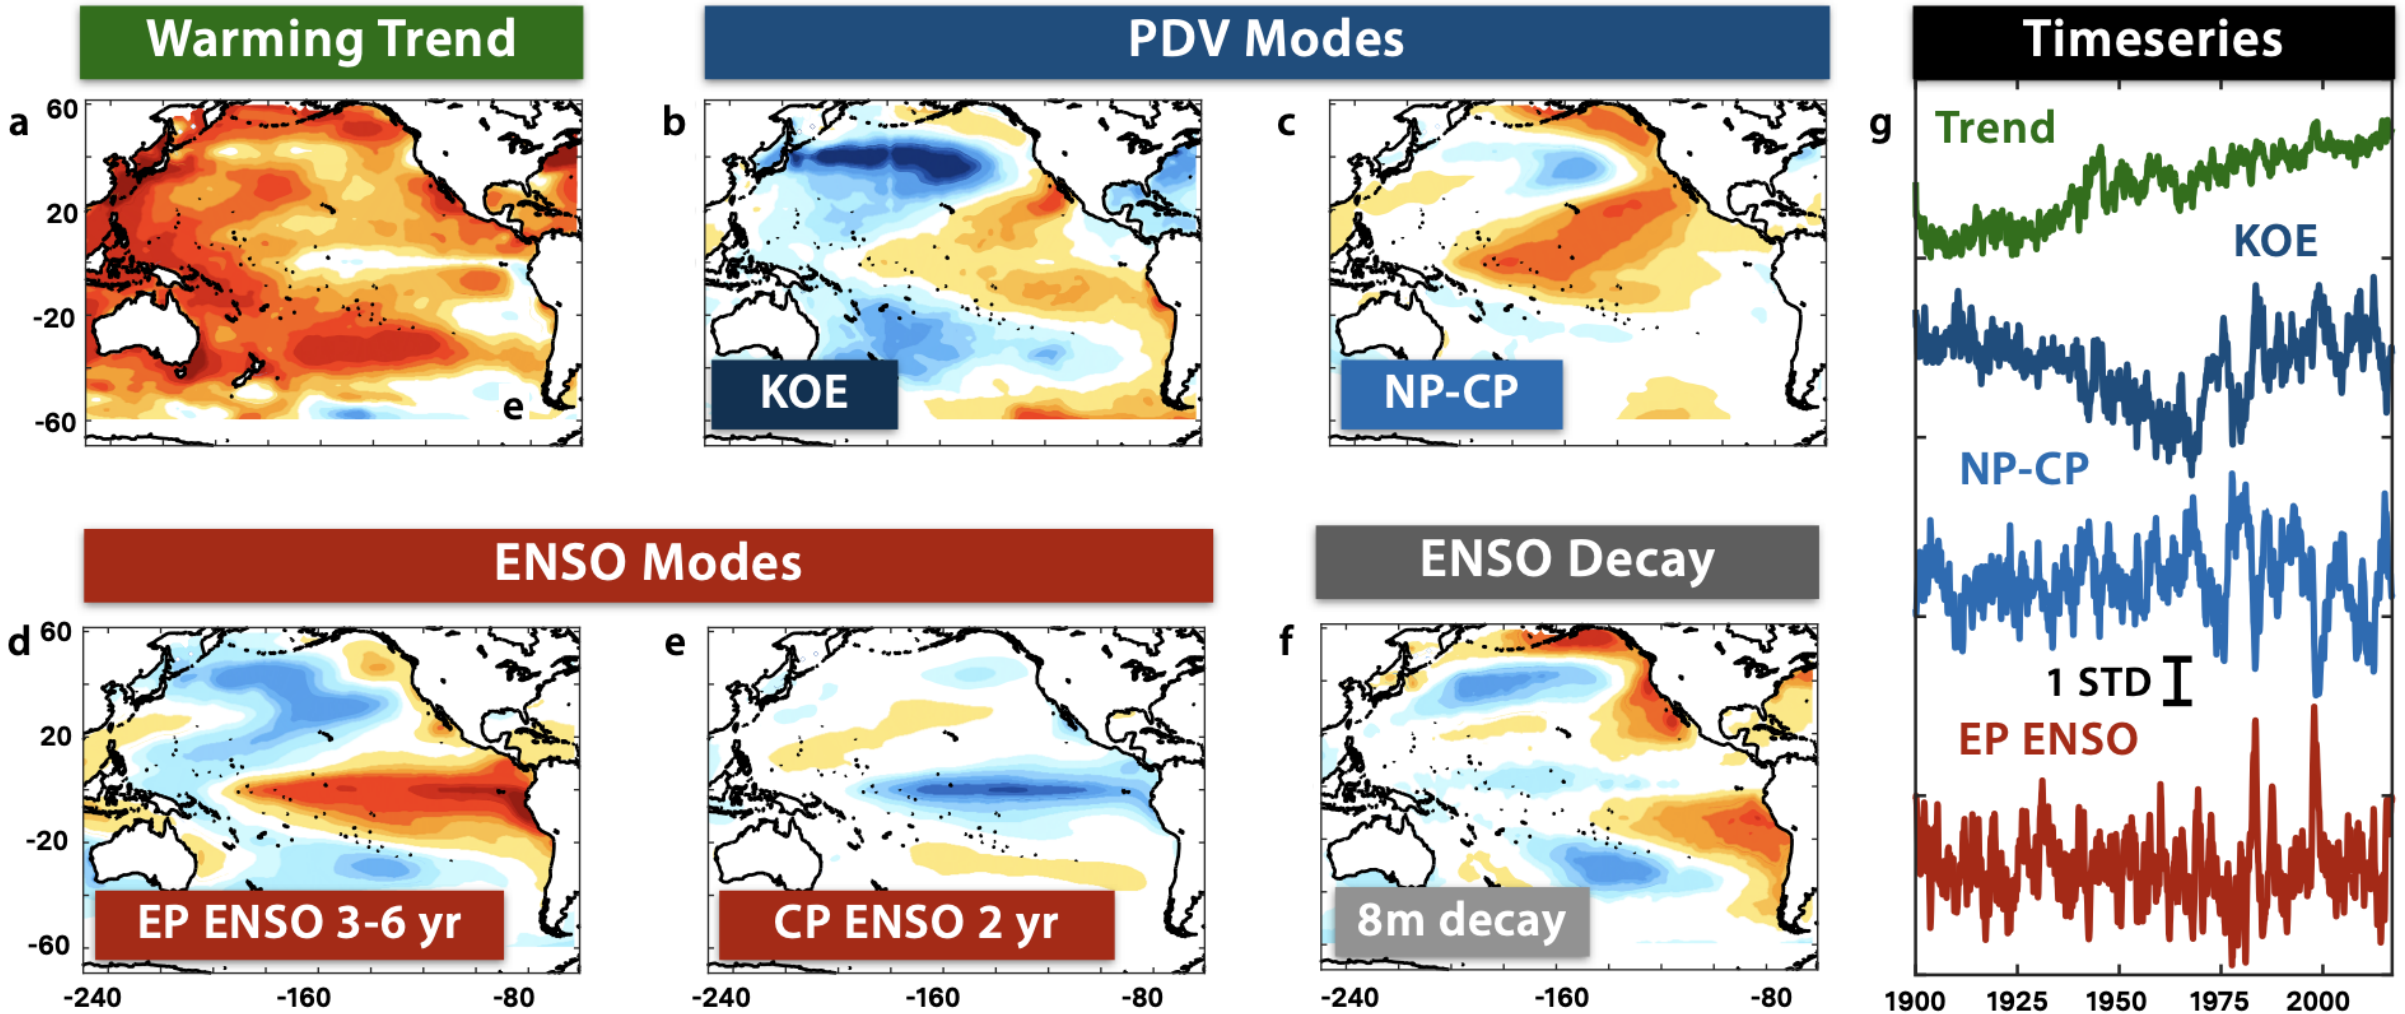 Warming Trend
PDV Modes
Timeseries
a
60
20
-20
-60
e
b
KOE
c
NP-CP
g
Trend
KOE
NP-CP
1 STD
EP ENSO
1900 1925 1950 1975 2000
ENSO Modes
ENSO Decay
d
60
20
-20
-60
EP ENSO 3-6 yr
-240 -160 -80
e
CP ENSO 2 yr
-240 -160 -80
f
8m decay
-240 -160 -80